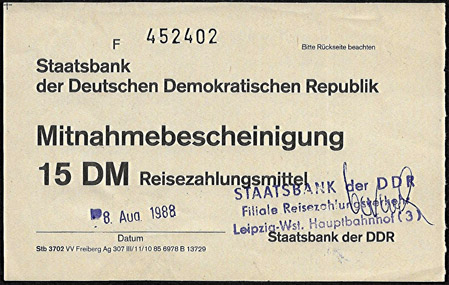 F 452402
Bitte Rückseite beachten
Staatsbank
der Deutschen Demokratischen Republik
Mitnahmebescheinigung
15 DM Reisezahlungsmittel
STAATSBANK der DDR
Filiale Reisezahlungsverkehr
Leipzig-Wst. Hauptbahnhof (3)
8. Aug. 1988
Datum
Staatsbank der DDR
Stb 3702 VV Freiberg Ag 307 III/11/10 85 6978 B 13729